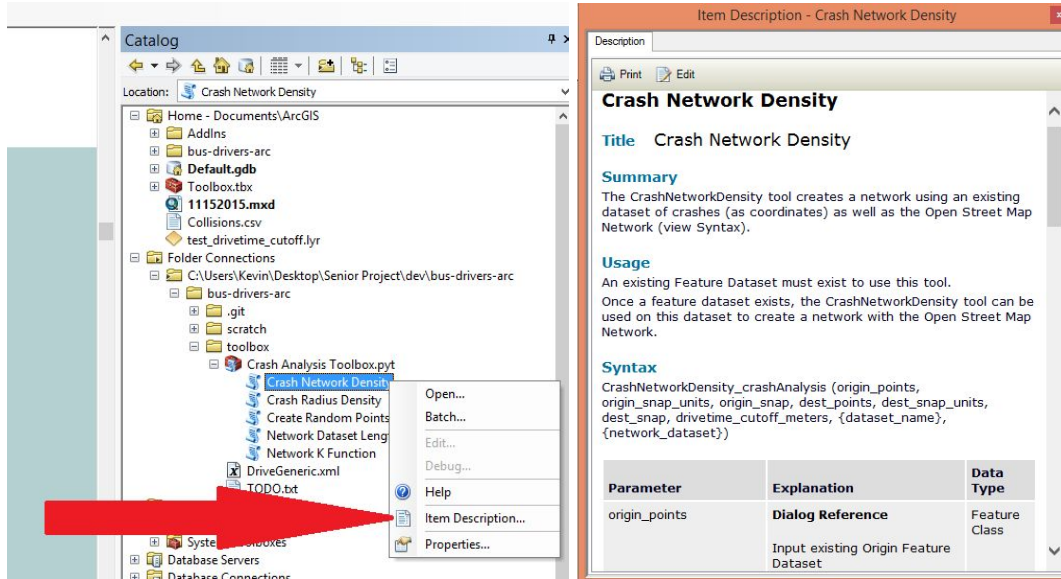 Catalog
Location: Crash Network Density
Home - Documents\ArcGIS
AddIns
bus-drivers-arc
Default.gdb
Toolbox.tbx
11152015.mxd
Collisions.csv
test_drivetime_cutoff.lyr
Folder Connections
C:\Users\Kevin\Desktop\Senior Project\dev\bus-drivers-arc
bus-drivers-arc
.git
scratch
toolbox
Crash Analysis Toolbox.pyt
Crash Network Density
Crash Radius Density
Create Random Points
Network Dataset Leng
Network K Function
DriveGeneric.xml
TODO.txt
Database Servers
Database Connections
Open...
Batch...
Edit...
Debug...
Help
Item Description...
Properties...
Item Description - Crash Network Density
x
Description
Print Edit
Crash Network Density
Title Crash Network Density
Summary
The CrashNetworkDensity tool creates a network using an existing
dataset of crashes (as coordinates) as well as the Open Street Map
Network (view Syntax).
Usage
An existing Feature Dataset must exist to use this tool.
Once a feature dataset exists, the CrashNetworkDensity tool can be
used on this dataset to create a network with the Open Street Map
Network.
Syntax
CrashNetworkDensity_crashAnalysis (origin_points,
origin_snap_units, origin_snap, dest_points, dest_snap_units,
dest_snap, drivetime_cutoff_meters, {dataset_name},
{network_dataset})
Parameter Explanation Data Type
origin_points Dialog Reference Feature Class
Input existing Origin Feature
Dataset